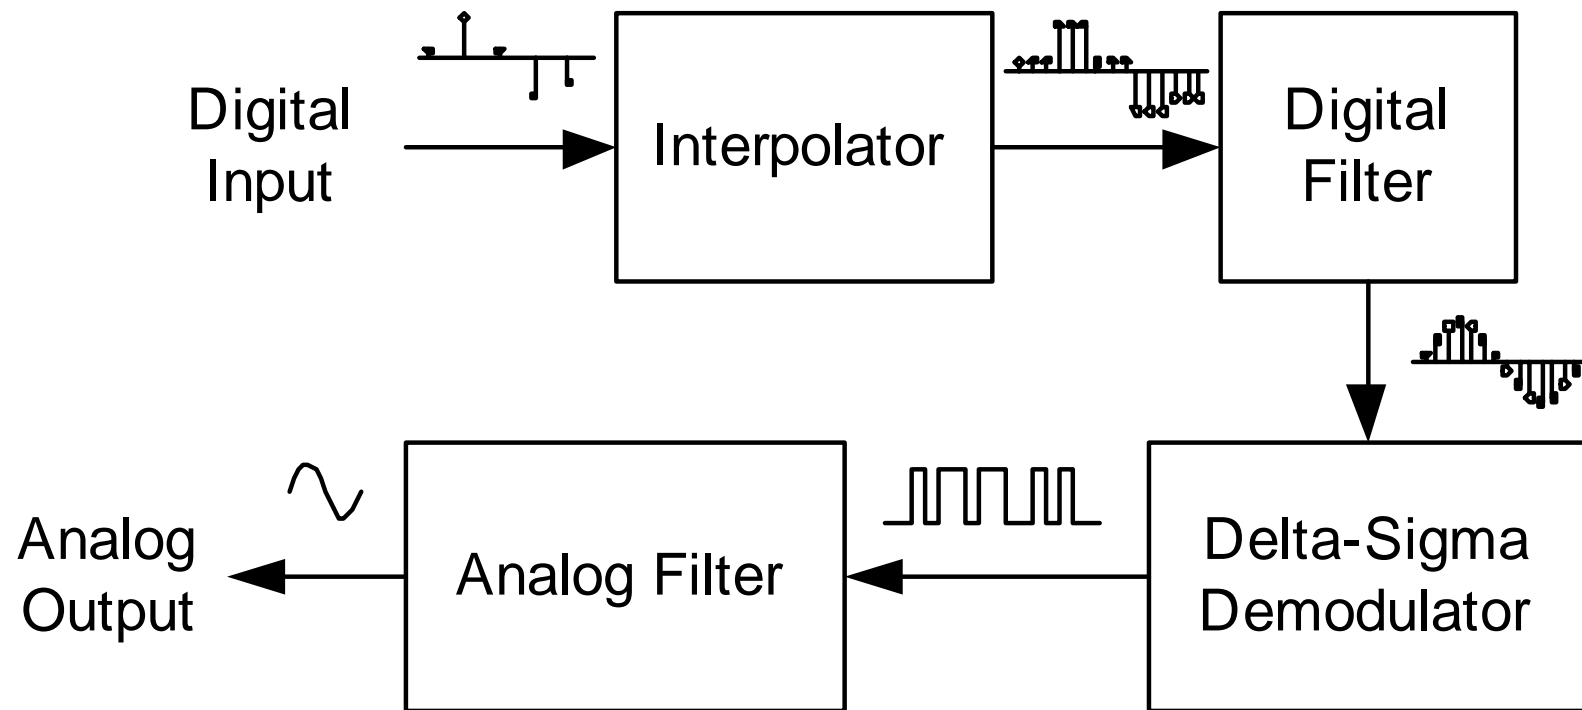 Digital
Input
Interpolator
Digital
Filter
Analog
Output
Analog Filter
Delta-Sigma
Demodulator